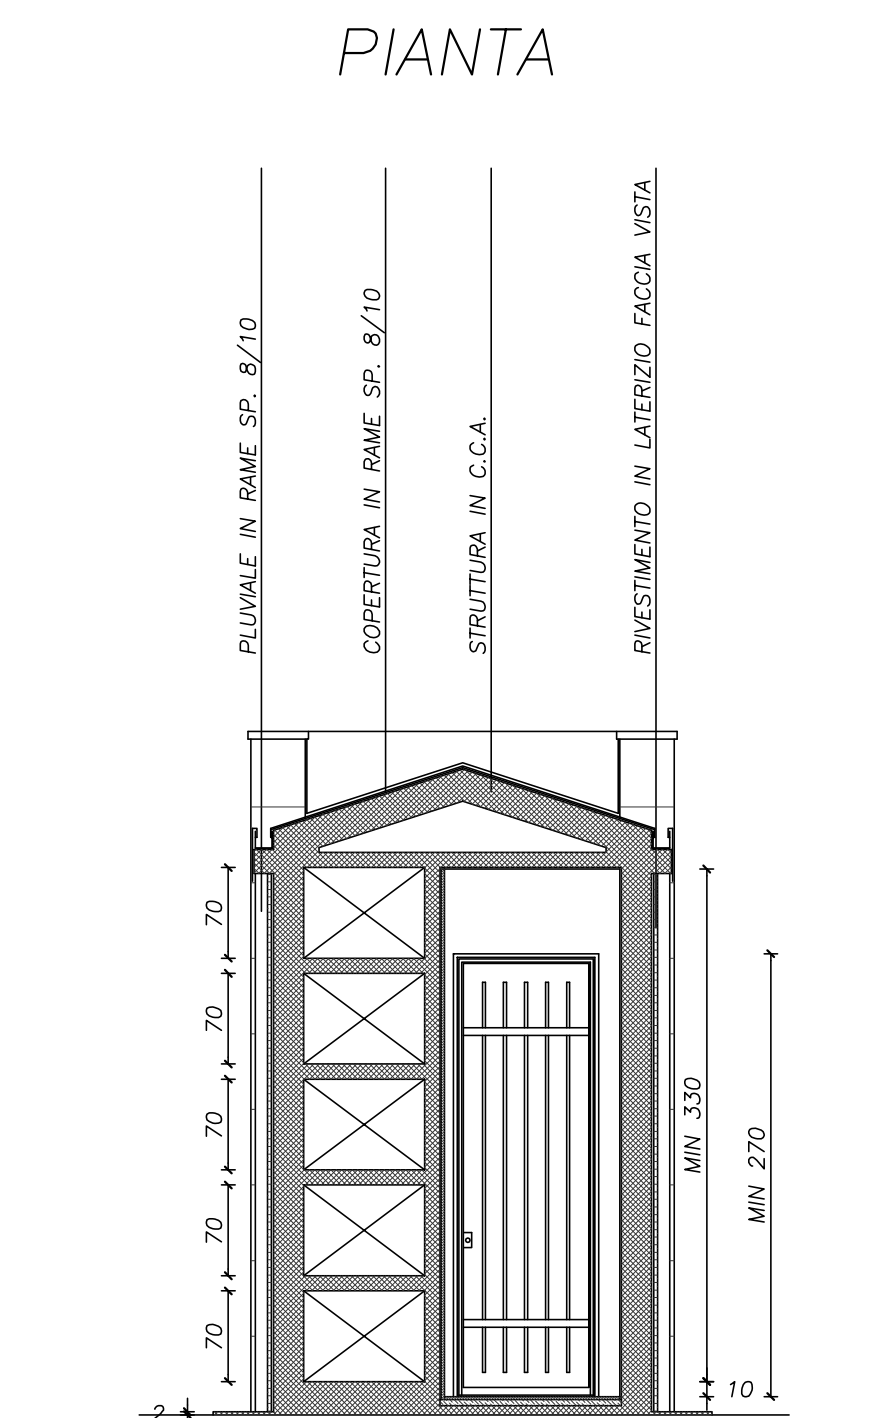 PIANTA
PLUVIALE IN RAME SP. 8/10
COPERTURA IN RAME SP. 8/10
STRUTTURA IN C.C.A.
RIVESTIMENTO IN LATERIZIO FACCIA VISTA
70
70
70
70
70
MIN 330
MIN 270
10
2